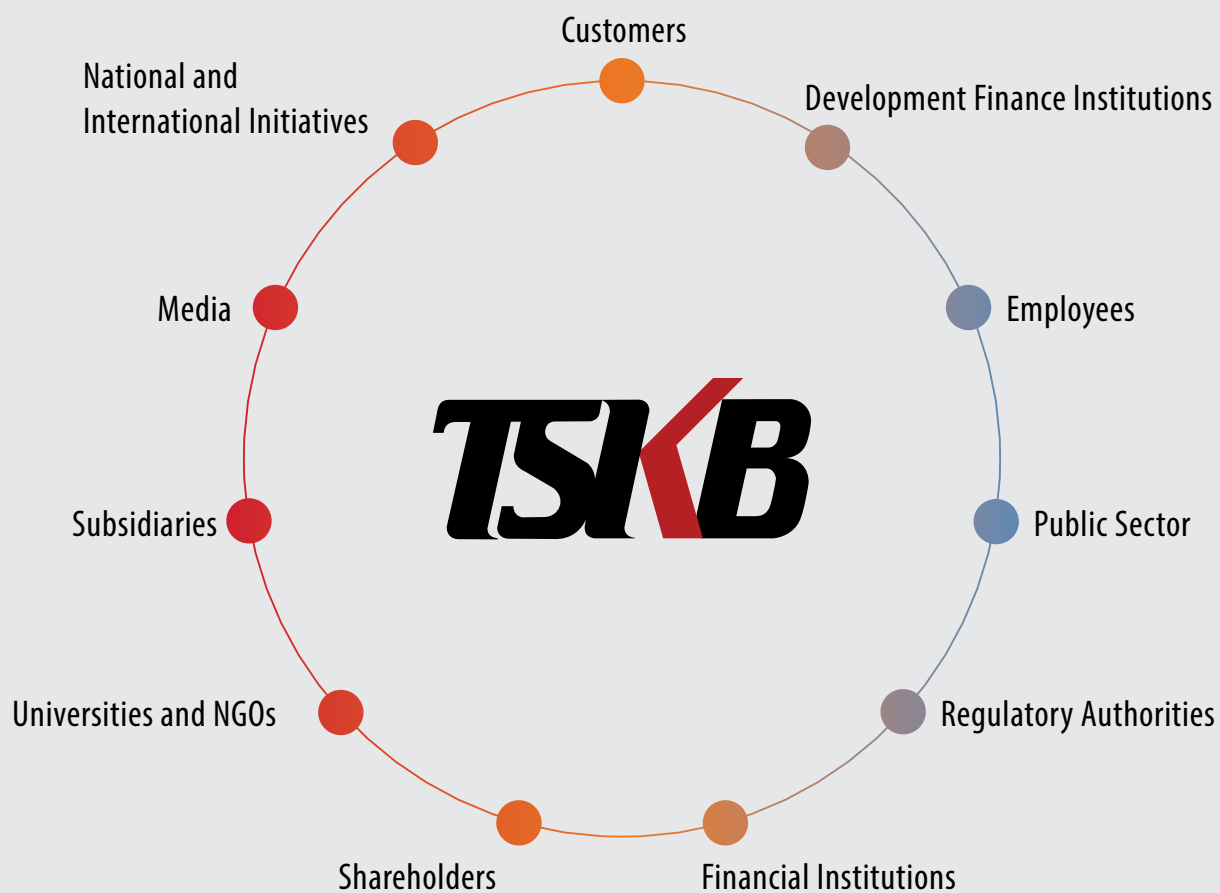 Customers
National and
International Initiatives
Development Finance Institutions
Media
Employees
TSKB
Subsidiaries
Public Sector
Universities and NGOs
Regulatory Authorities
Shareholders
Financial Institutions